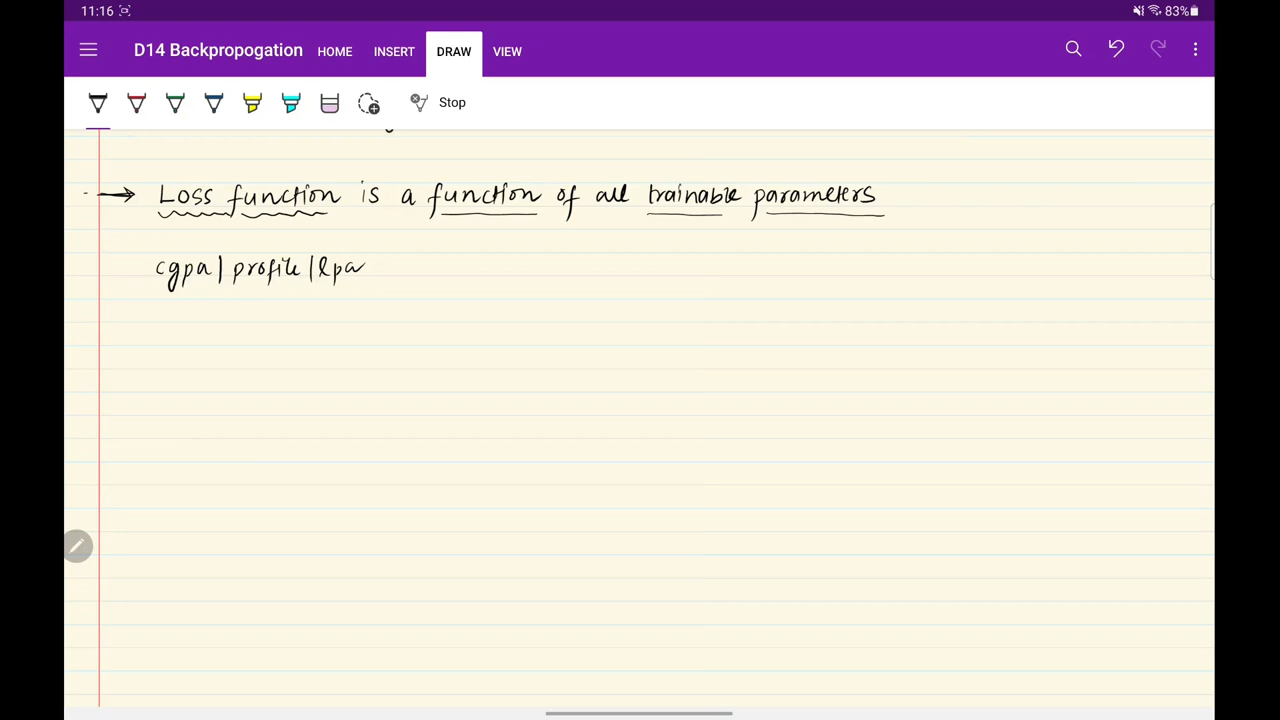 11:16 83%
D14 Backpropogation HOME INSERT DRAW VIEW
Stop
→ Loss function is a function of all trainable parameters
cgpa | profile | lpa